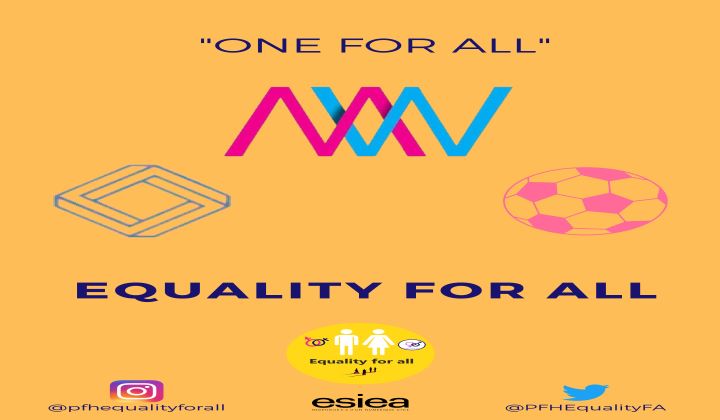 "ONE FOR ALL"
EQUALITY FOR ALL
Equality for all
@pfhequalityforall
esiea
@PFHEqualityFA